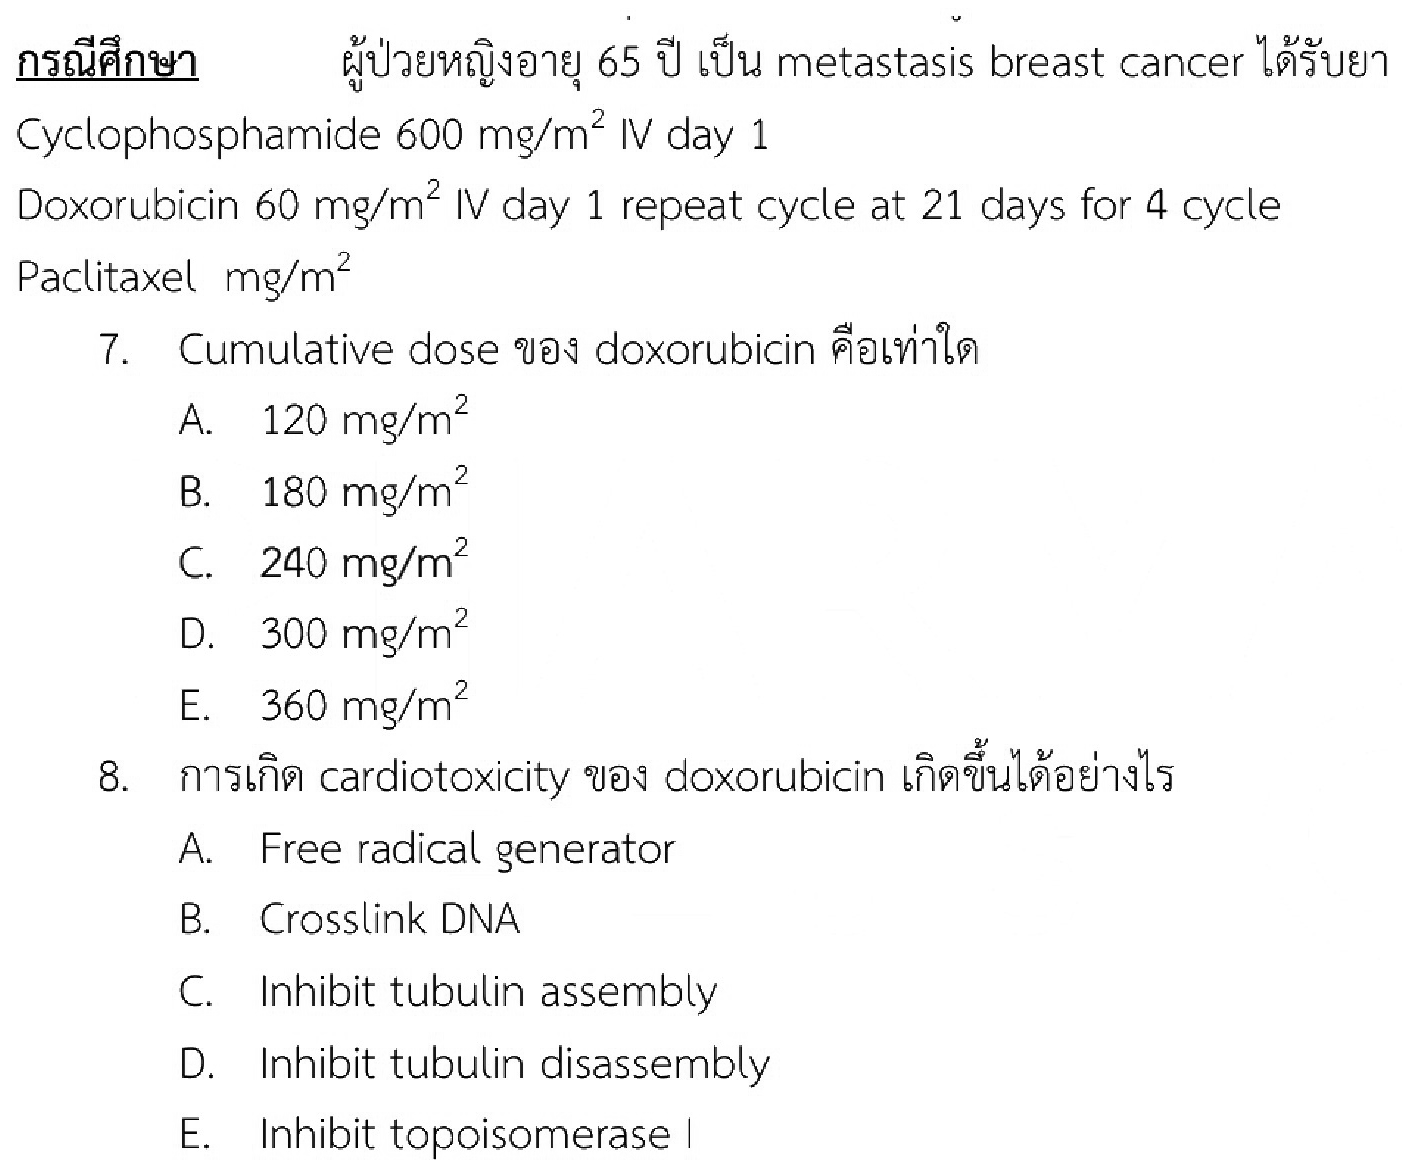 กรณีศึกษา ผู้ป่วยหญิงอายุ 65 ปี เป็น metastasis breast cancer ได้รับยา
Cyclophosphamide 600 mg/m² IV day 1
Doxorubicin 60 mg/m² IV day 1 repeat cycle at 21 days for 4 cycle
Paclitaxel mg/m²
7. Cumulative dose ของ doxorubicin คือเท่าใด
A. 120 mg/m²
B. 180 mg/m²
C. 240 mg/m²
D. 300 mg/m²
E. 360 mg/m²
8. การเกิด cardiotoxicity ของ doxorubicin เกิดขึ้นได้อย่างไร
A. Free radical generator
B. Crosslink DNA
C. Inhibit tubulin assembly
D. Inhibit tubulin disassembly
E. Inhibit topoisomerase I